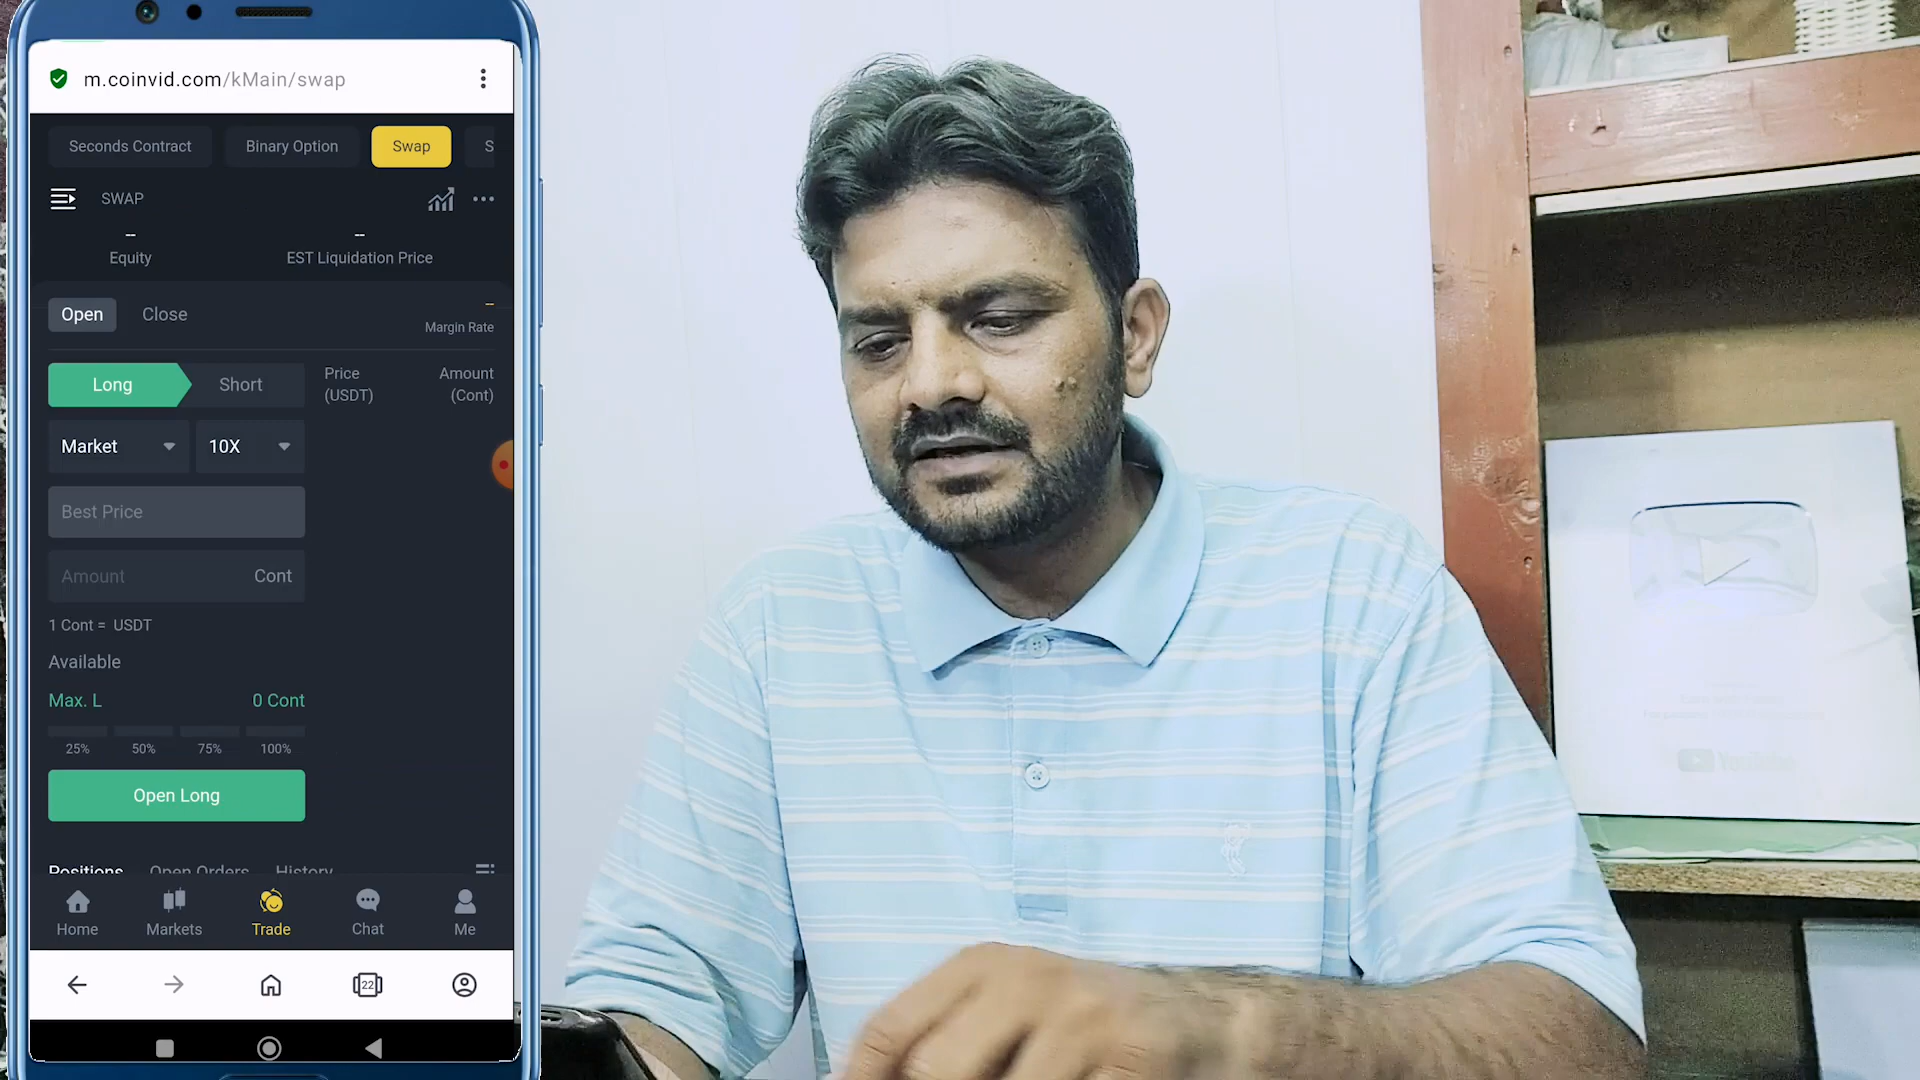 m.coinvid.com/kMain/swap
Seconds Contract Binary Option Swap S
SWAP
-- --
Equity EST Liquidation Price
Open Close
--
Margin Rate
Long Short
Price (USDT)
Amount (Cont)
Market 10X
Best Price
Amount Cont
1 Cont = USDT
Available
Max. L 0 Cont
25% 50% 75% 100%
Open Long
Positions Open Orders History
Home Markets Trade Chat Me
22
YouTube